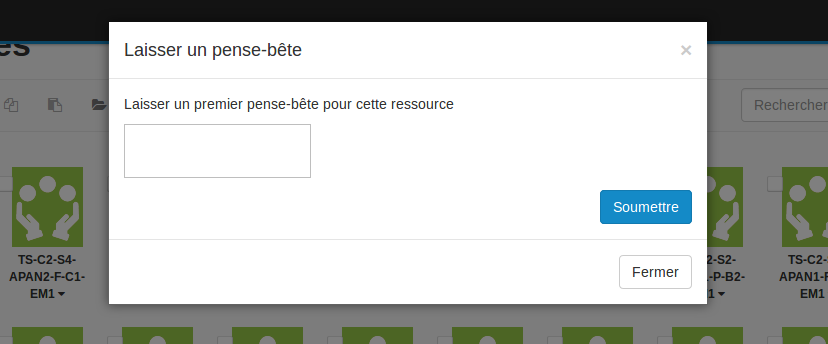 es
Laisser un pense-bête
×
Laisser un premier pense-bête pour cette ressource
Rechercher
Soumettre
TS-C2-S4-
APAN2-F-C1-
EM1
2-S2-
-P-B2-
1
TS-C2-
APAN1-F
EM1
Fermer